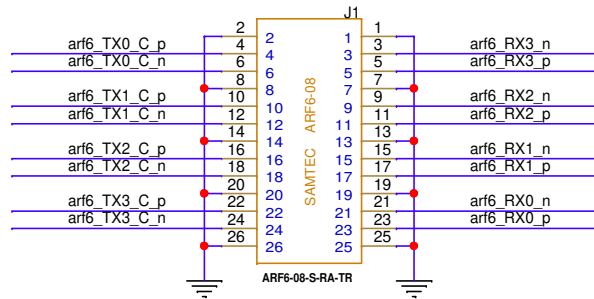 J1
2 2 1 1
arf6_TX0_C_p 4 4 3 3 arf6_RX3_n
arf6_TX0_C_n 6 6 5 5 arf6_RX3_p
8 8 7 7
arf6_TX1_C_p 10 10 9 9 arf6_RX2_n
arf6_TX1_C_n 12 12 11 11 arf6_RX2_p
14 14 13 13
arf6_TX2_C_p 16 16 15 15 arf6_RX1_n
arf6_TX2_C_n 18 18 17 17 arf6_RX1_p
20 20 19 19
arf6_TX3_C_p 22 22 21 21 arf6_RX0_n
arf6_TX3_C_n 24 24 23 23 arf6_RX0_p
26 26 25 25
SAMTEC ARF6-08
ARF6-08-S-RA-TR